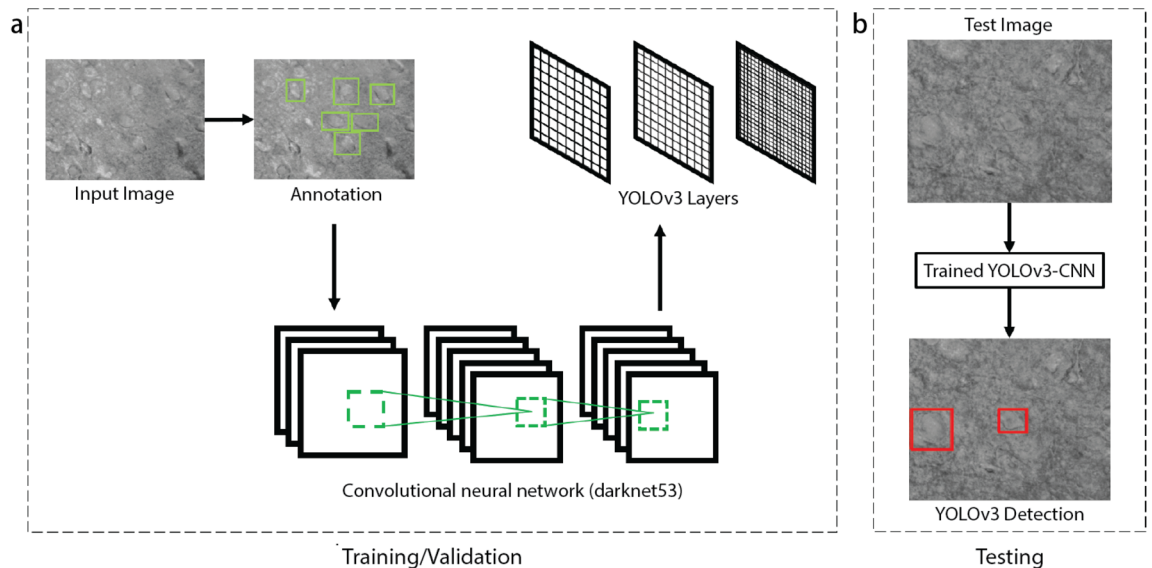 a
Input Image
Annotation
YOLOv3 Layers
Convolutional neural network (darknet53)
Training/Validation
b
Test Image
Trained YOLOv3-CNN
YOLOv3 Detection
Testing